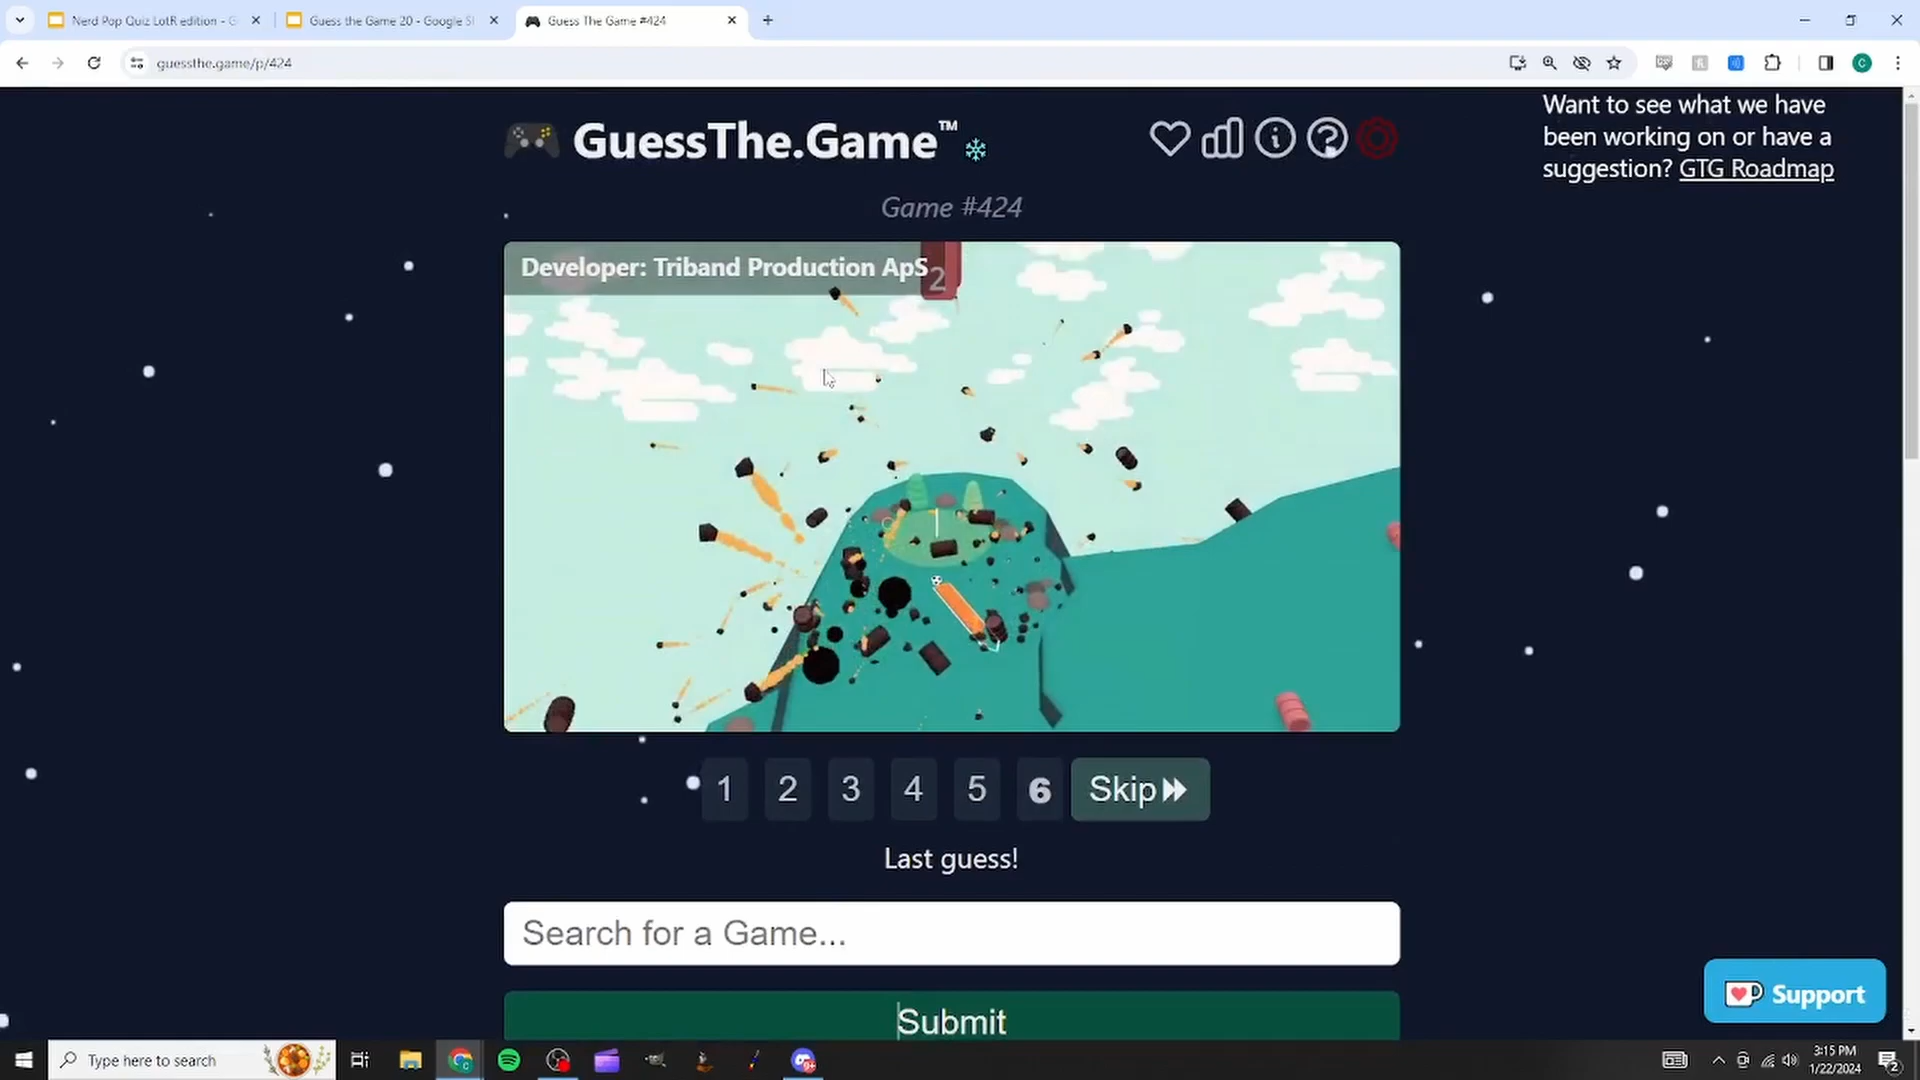 Nerd Pop Quiz LotR edition - G
Guess the Game 20 - Google Sl
Guess The Game #424
guessthe.game/p/424
C
GuessThe.Game™
Want to see what we have
been working on or have a
suggestion? GTG Roadmap
Game #424
Developer: Triband Production ApS
2
1 2 3 4 5 6 Skip
Last guess!
Search for a Game...
Submit
Support
Type here to search
3:15 PM
1/22/2024
2